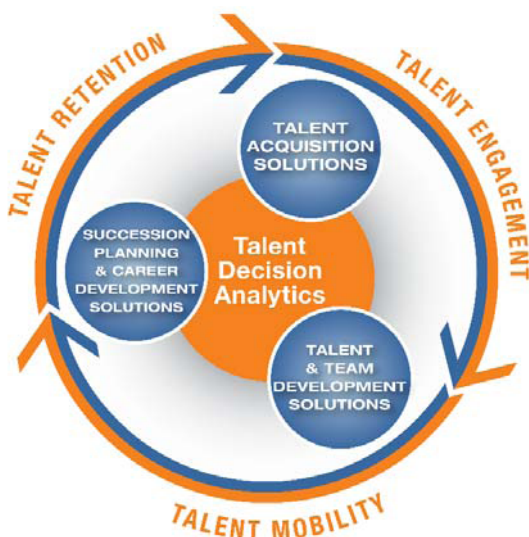 TALENT RETENTION
TALENT ENGAGEMENT
TALENT
ACQUISITION
SOLUTIONS
SUCCESSION
PLANNING
& CAREER
DEVELOPMENT
SOLUTIONS
Talent
Decision
Analytics
TALENT
& TEAM
DEVELOPMENT
SOLUTIONS
TALENT MOBILITY